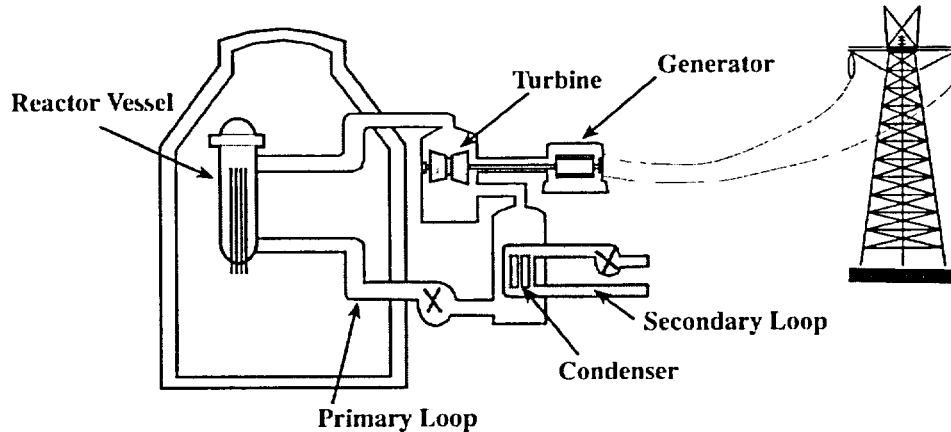 Generator
Turbine
Reactor Vessel
Secondary Loop
Condenser
Primary Loop